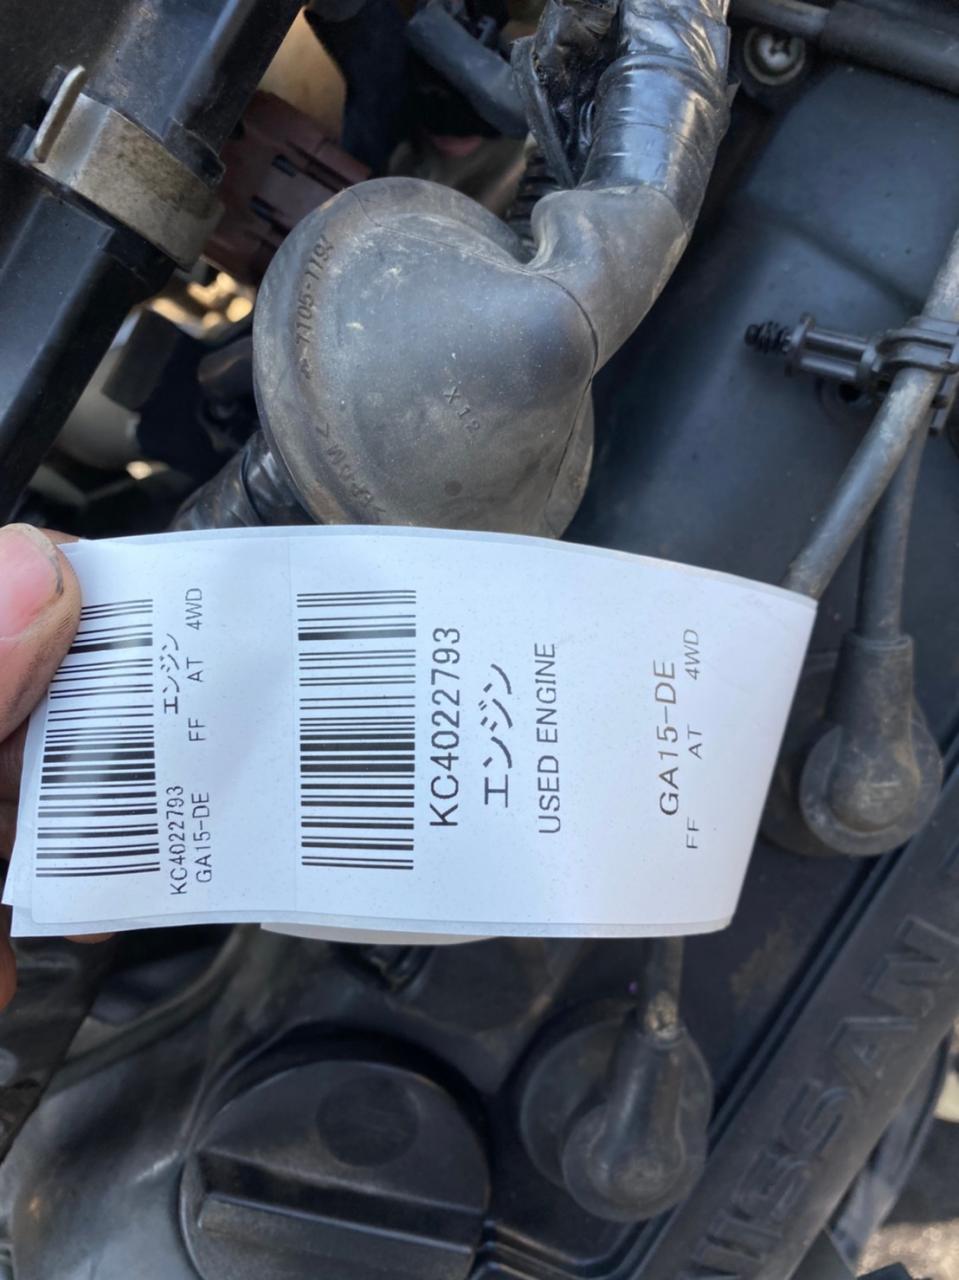 KC4022793 エンジン
GA15-DE FF AT 4WD
KC4022793
エンジン
USED ENGINE
GA15-DE
FF AT 4WD
X12
NISSAN